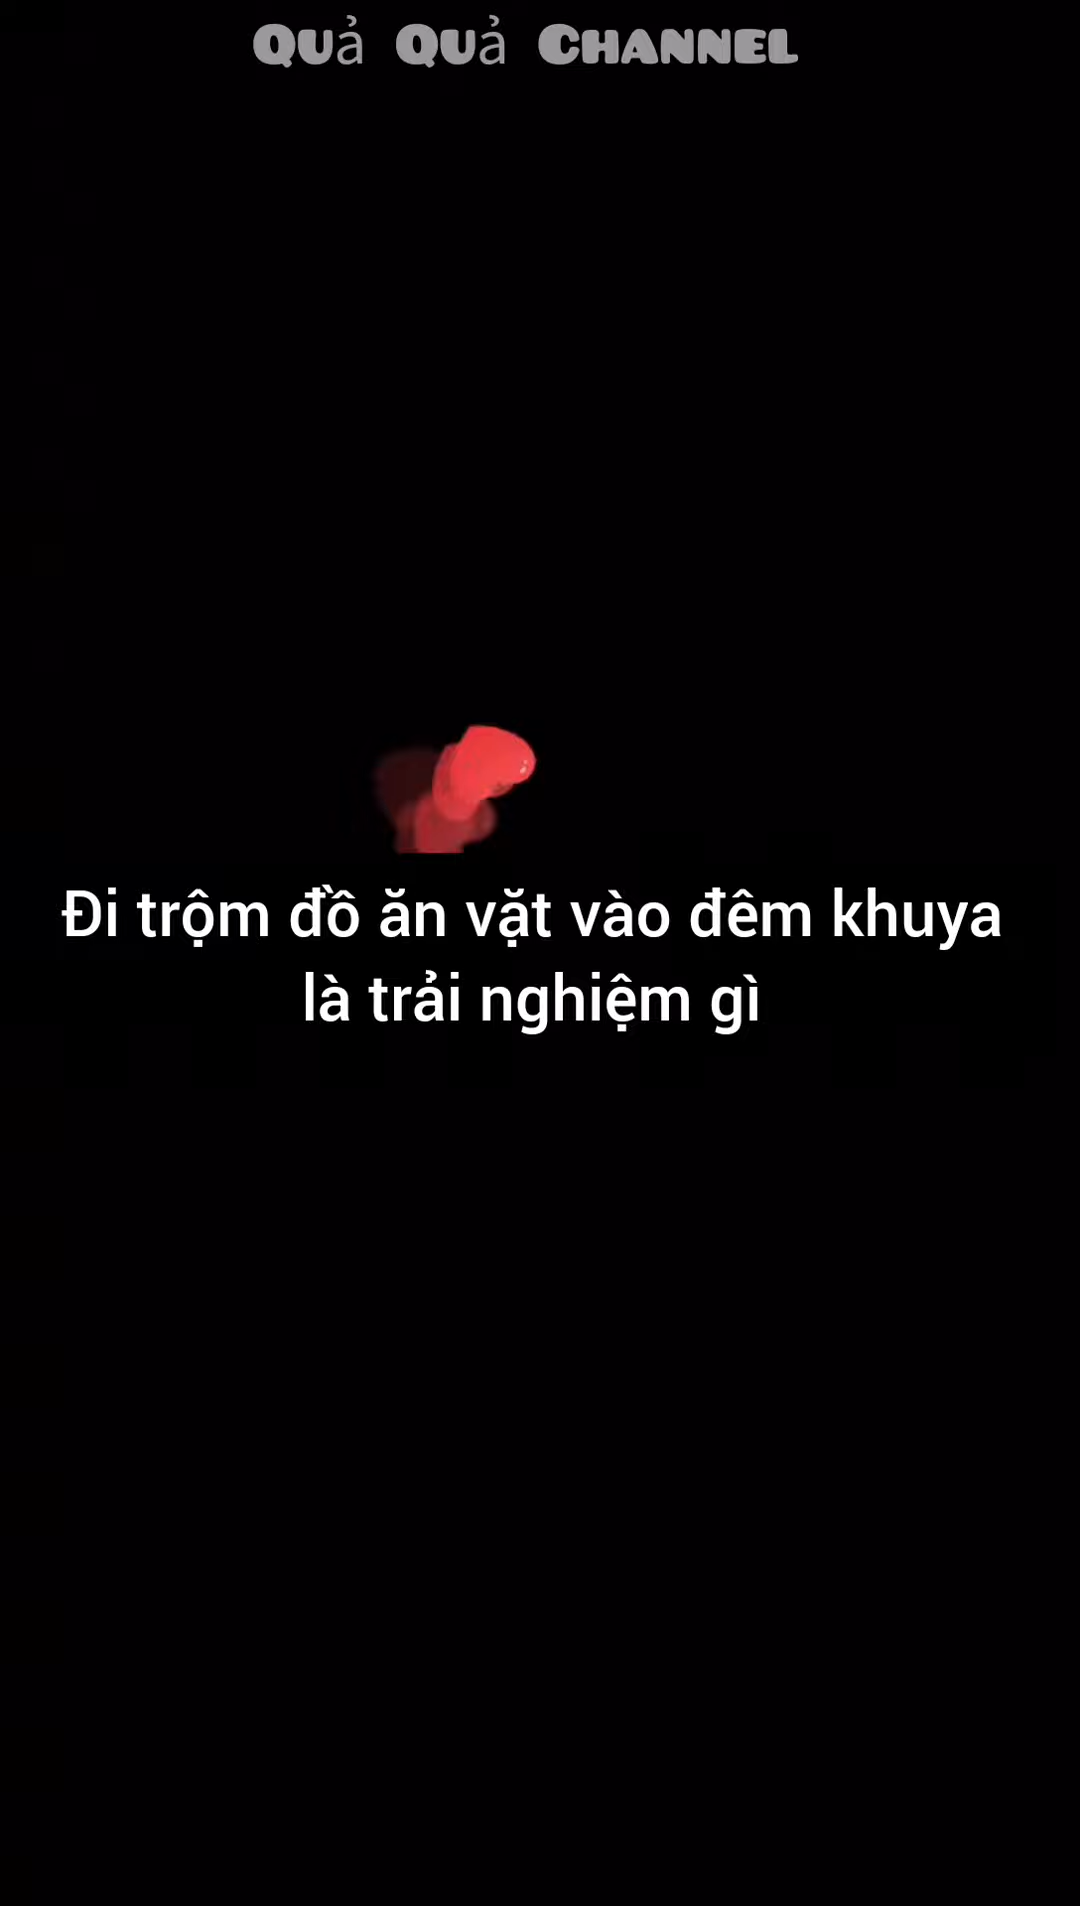 Quả Quả Channel
Đi trộm đồ ăn vặt vào đêm khuya
là trải nghiệm gì